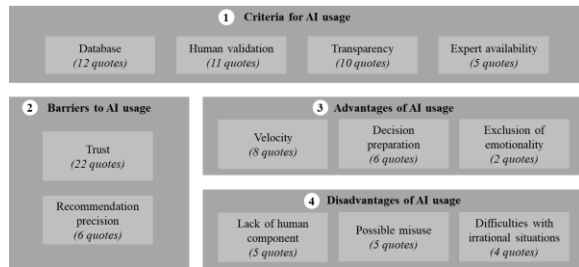 1 Criteria for AI usage
Database
(12 quotes)
Human validation
(11 quotes)
Transparency
(10 quotes)
Expert availability
(5 quotes)
2 Barriers to AI usage
Trust
(22 quotes)
Recommendation
precision
(6 quotes)
3 Advantages of AI usage
Velocity
(8 quotes)
Decision
preparation
(6 quotes)
Exclusion of
emotionality
(2 quotes)
4 Disadvantages of AI usage
Lack of human
component
(5 quotes)
Possible misuse
(5 quotes)
Difficulties with
irrational situations
(4 quotes)